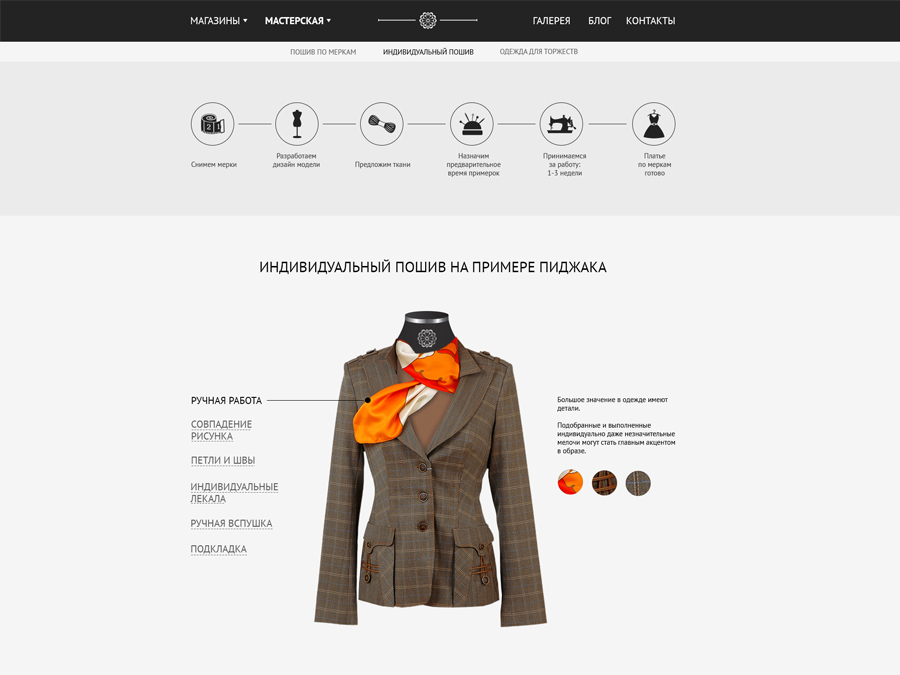 МАГАЗИНЫ
МАСТЕРСКАЯ
ГАЛЕРЕЯ
БЛОГ
КОНТАКТЫ
ПОШИВ ПО МЕРКАМ
ИНДИВИДУАЛЬНЫЙ ПОШИВ
ОДЕЖДА ДЛЯ ТОРЖЕСТВ
Снимем мерки
Разработаем
дизайн модели
Предложим ткани
Назначим
предварительное
время примерок
Принимаемся
за работу:
1-3 недели
Платье
по меркам
готово
ИНДИВИДУАЛЬНЫЙ ПОШИВ НА ПРИМЕРЕ ПИДЖАКА
РУЧНАЯ РАБОТА
СОВПАДЕНИЕ
РИСУНКА
ПЕТЛИ И ШВЫ
ИНДИВИДУАЛЬНЫЕ
ЛЕКАЛА
РУЧНАЯ ВСПУШКА
ПОДКЛАДКА
Большое значение в одежде имеют
детали.
Подобранные и выполненные
индивидуально даже незначительные
мелочи могут стать главным акцентом
в образе.